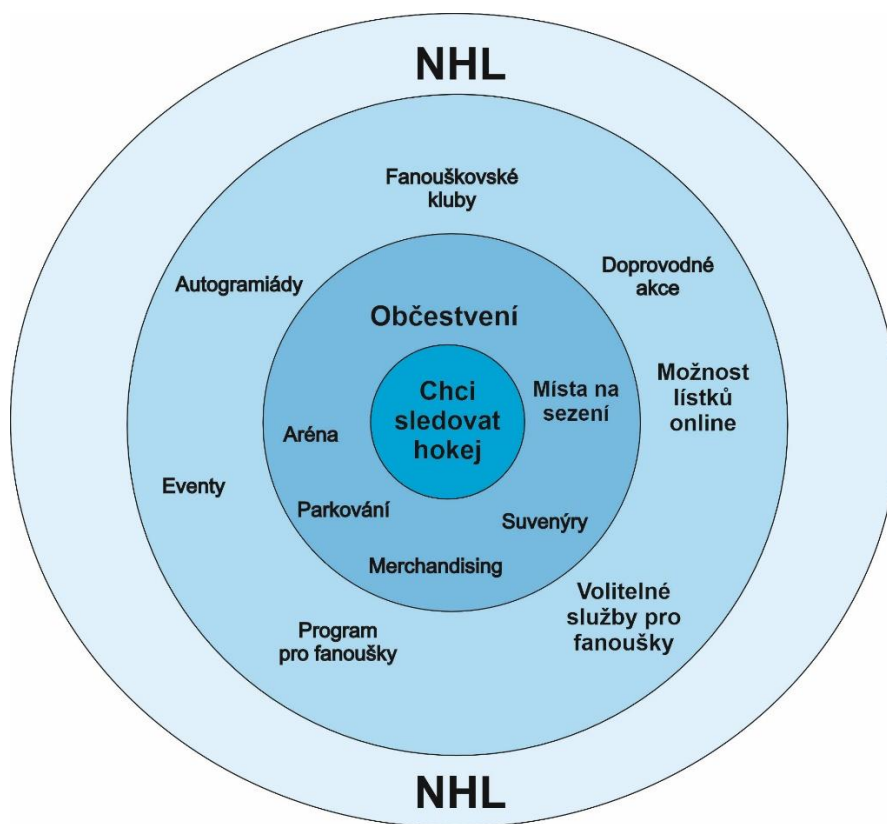 NHL
Fanouškovské
kluby
Autogramiády
Doprovodné
akce
Občestvení
Možnost
lístků
online
Chci
sledovat
hokej
Místa na
sezení
Aréna
Eventy
Parkování
Suvenýry
Merchandising
Volitelné
služby pro
fanoušky
Program
pro fanoušky
NHL